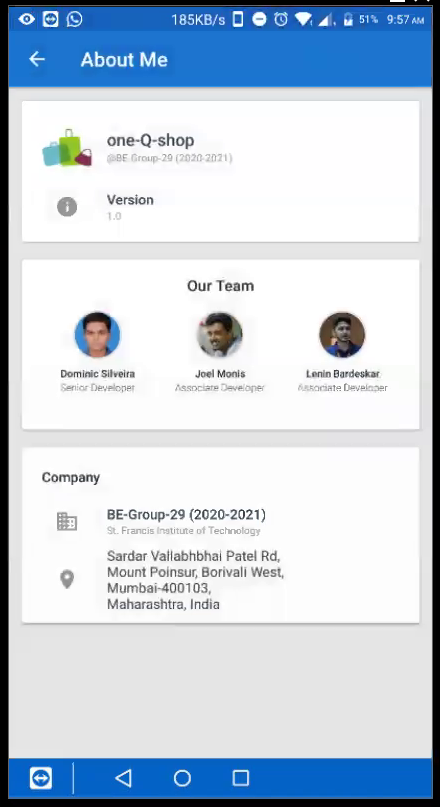 185KB/s 51% 9:57 AM
About Me
one-Q-shop
@BE-Group-29 (2020-2021)
Version
1.0
Our Team
Dominic Silveira Joel Monis Lenin Bardeskar
Senior Developer Associate Developer Associate Developer
Company
BE-Group-29 (2020-2021)
St. Francis Institute of Technology
Sardar Vallabhbhai Patel Rd,
Mount Poinsur, Borivali West,
Mumbai-400103,
Maharashtra, India